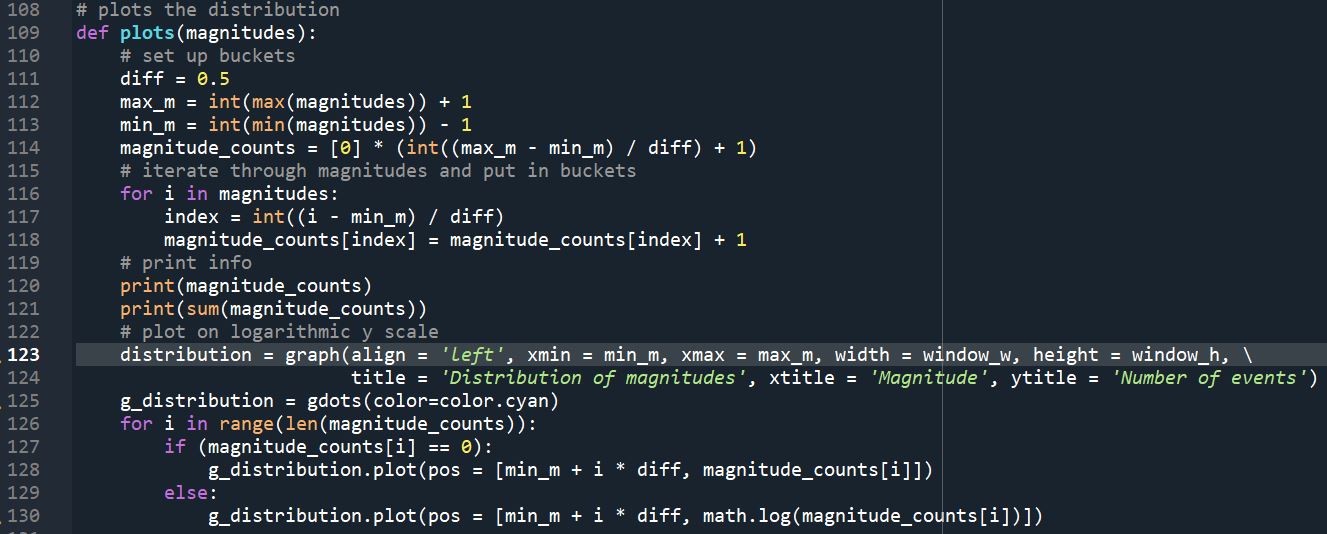 108 # plots the distribution
109 def plots(magnitudes):
110     # set up buckets
111     diff = 0.5
112     max_m = int(max(magnitudes)) + 1
113     min_m = int(min(magnitudes)) - 1
114     magnitude_counts = [0] * (int((max_m - min_m) / diff) + 1)
115     # iterate through magnitudes and put in buckets
116     for i in magnitudes:
117         index = int((i - min_m) / diff)
118         magnitude_counts[index] = magnitude_counts[index] + 1
119     # print info
120     print(magnitude_counts)
121     print(sum(magnitude_counts))
122     # plot on logarithmic y scale
123     distribution = graph(align = 'left', xmin = min_m, xmax = max_m, width = window_w, height = window_h, \
124                          title = 'Distribution of magnitudes', xtitle = 'Magnitude', ytitle = 'Number of events')
125     g_distribution = gdots(color=color.cyan)
126     for i in range(len(magnitude_counts)):
127         if (magnitude_counts[i] == 0):
128             g_distribution.plot(pos = [min_m + i * diff, magnitude_counts[i]])
129         else:
130             g_distribution.plot(pos = [min_m + i * diff, math.log(magnitude_counts[i])])